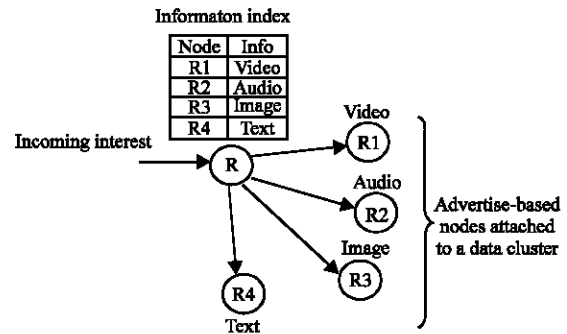 Informaton index
Node Info
R1 Video
R2 Audio
R3 Image
R4 Text
Incoming interest
R
Video
R1
Audio
R2
Image
R3
R4
Text
Advertise-based
nodes attached
to a data cluster